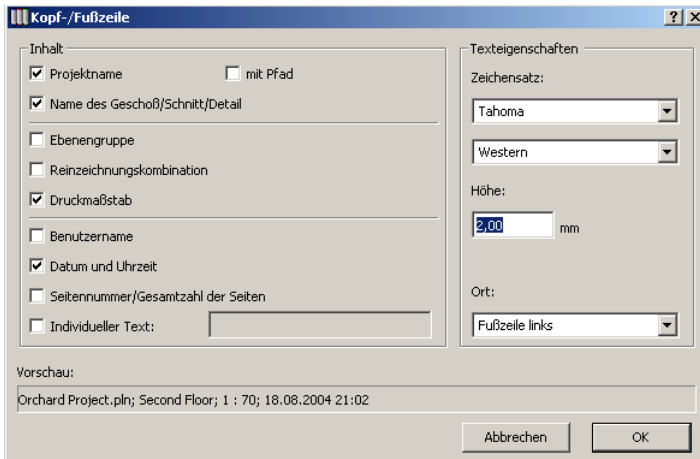 Kopf-/Fußzeile
Inhalt
Projektname mit Pfad
Name des Geschoß/Schnitt/Detail
Ebenengruppe
Reinzeichnungskombination
Druckmaßstab
Benutzername
Datum und Uhrzeit
Seitennummer/Gesamtzahl der Seiten
Individueller Text:
Texteigenschaften
Zeichensatz:
Tahoma
Western
Höhe:
2,00 mm
Ort:
Fußzeile links
Vorschau:
Orchard Project.pln; Second Floor; 1 : 70; 18.08.2004 21:02
Abbrechen OK